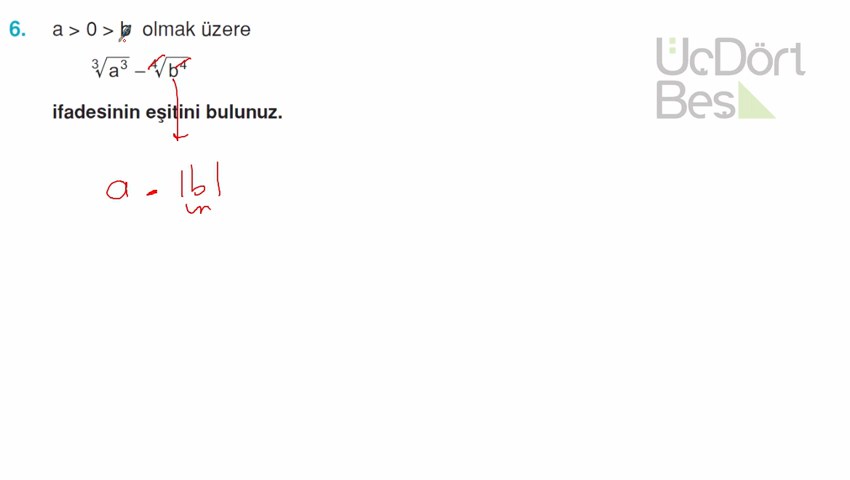 6. a > 0 > b olmak üzere
∛a³ − ∜b⁴
ifadesinin eşitini bulunuz.
a - |b|
ÜçDört
Beş